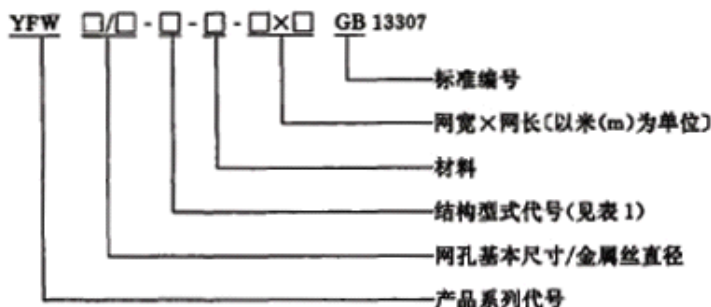 YFW □/□-□-□-□×□ GB 13307
标准编号
网宽×网长〔以米(m)为单位〕
材料
结构型式代号(见表1)
网孔基本尺寸/金属丝直径
产品系列代号